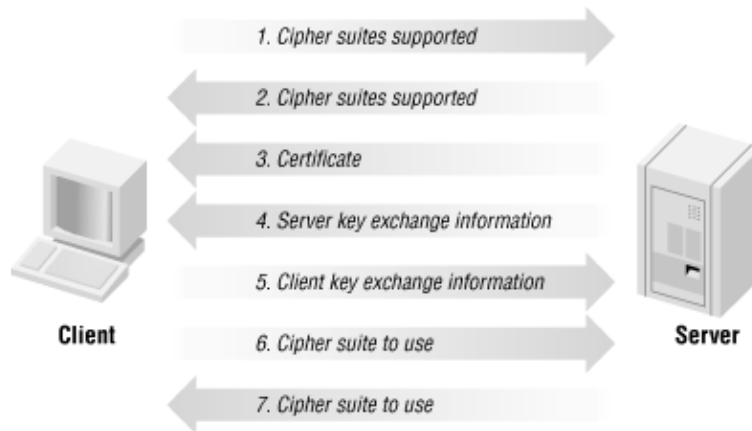 1. Cipher suites supported
2. Cipher suites supported
3. Certificate
4. Server key exchange information
5. Client key exchange information
6. Cipher suite to use
7. Cipher suite to use
Client
Server